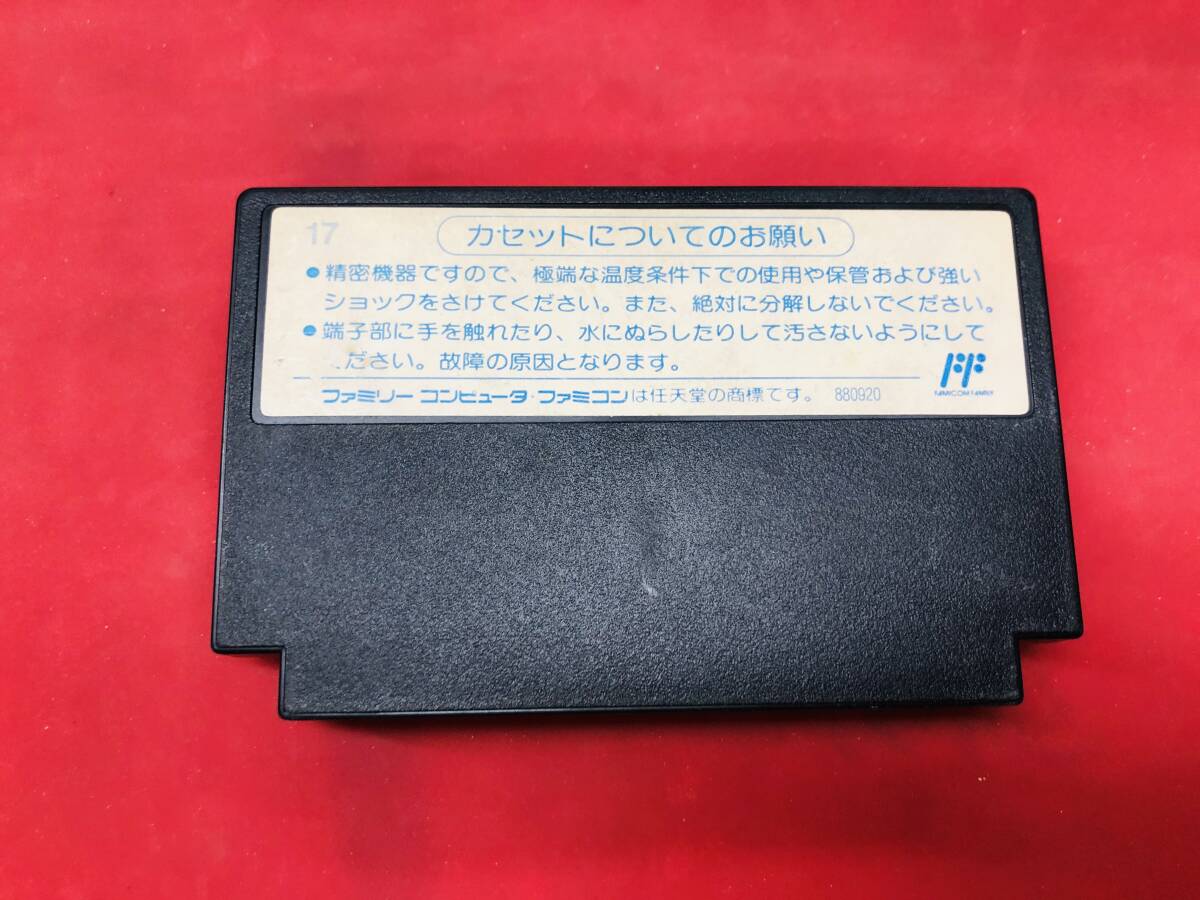 17
カセットについてのお願い
●精密機器ですので、極端な温度条件下での使用や保管および強い
ショックをさけてください。また、絶対に分解しないでください。
●端子部に手を触れたり、水にぬらしたりして汚さないようにして
ください。故障の原因となります。
ファミリーコンピュータ・ファミコンは任天堂の商標です。 880920
FF
FAMICOM FAMILY